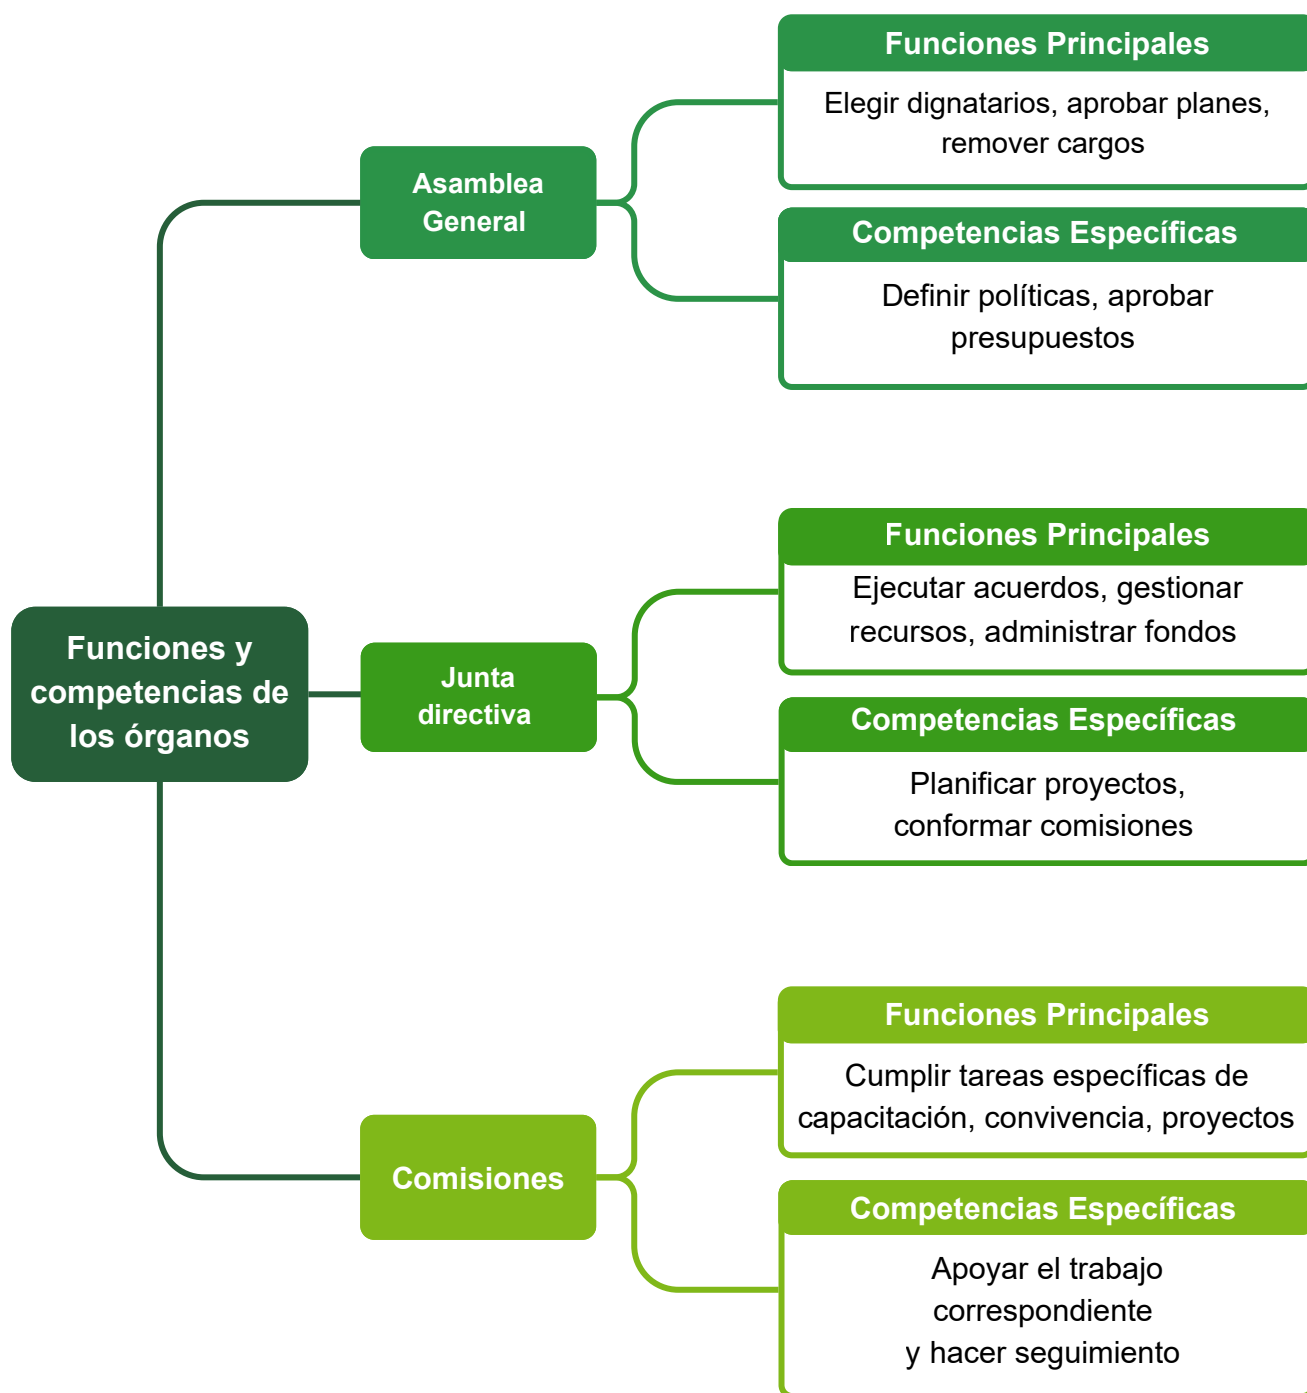 Funciones y
competencias de
los órganos
Asamblea
General
Funciones Principales
Elegir dignatarios, aprobar planes,
remover cargos
Competencias Específicas
Definir políticas, aprobar
presupuestos
Junta
directiva
Funciones Principales
Ejecutar acuerdos, gestionar
recursos, administrar fondos
Competencias Específicas
Planificar proyectos,
conformar comisiones
Comisiones
Funciones Principales
Cumplir tareas específicas de
capacitación, convivencia, proyectos
Competencias Específicas
Apoyar el trabajo
correspondiente
y hacer seguimiento